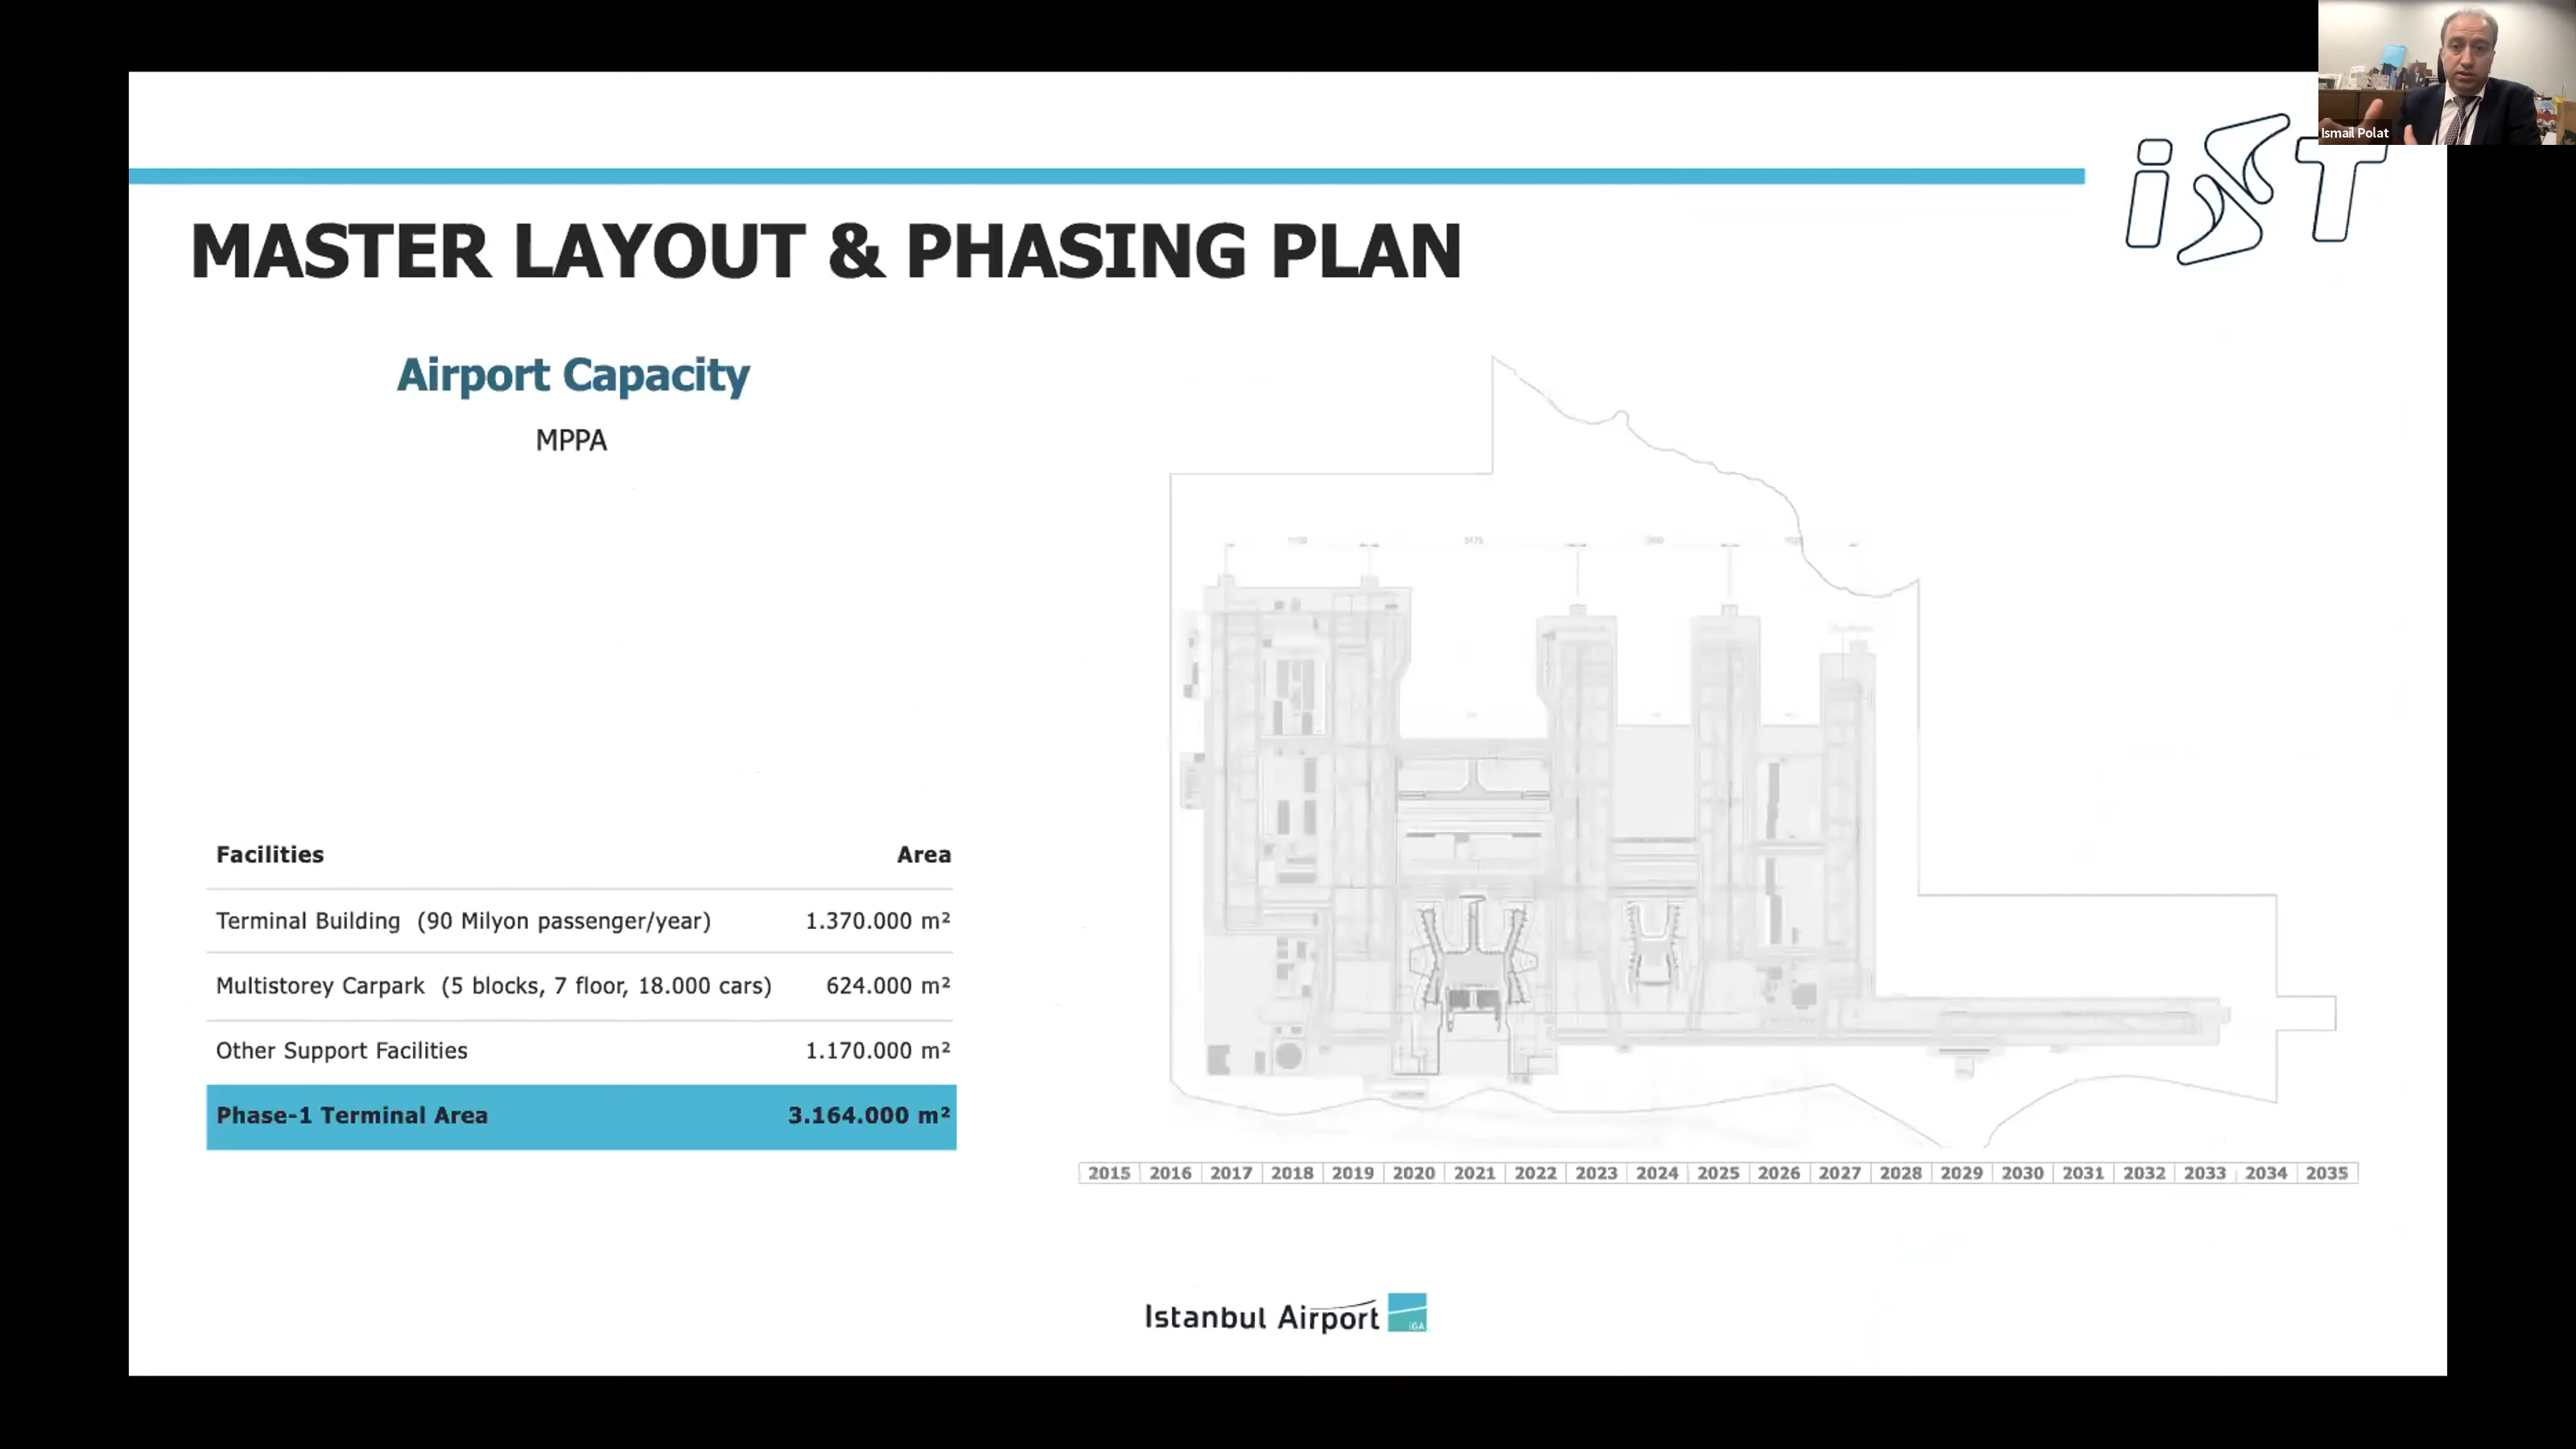 Ismail Polat
iST
MASTER LAYOUT & PHASING PLAN
Airport Capacity
MPPA
Facilities Area
Terminal Building (90 Milyon passenger/year) 1.370.000 m²
Multistorey Carpark (5 blocks, 7 floor, 18.000 cars) 624.000 m²
Other Support Facilities 1.170.000 m²
Phase-1 Terminal Area 3.164.000 m²
2015 2016 2017 2018 2019 2020 2021 2022 2023 2024 2025 2026 2027 2028 2029 2030 2031 2032 2033 2034 2035
Istanbul Airport iGA